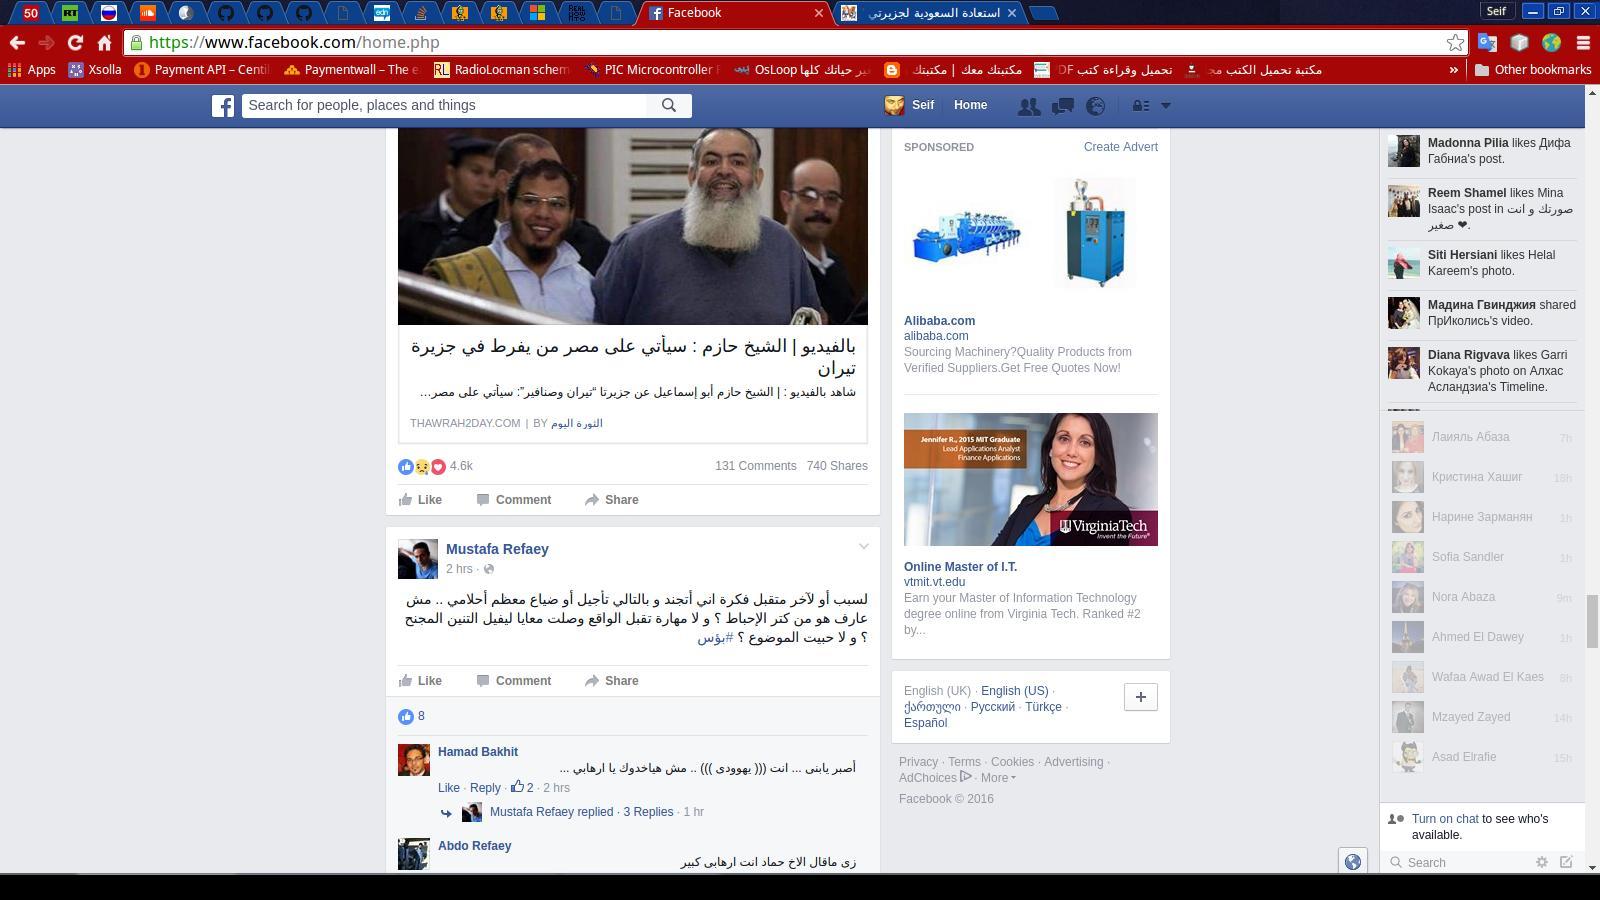 50
RT
edn
REAL
HOW
TO
Facebook
استعادة السعودية لجزيرتي
Seif
https://www.facebook.com/home.php
Apps
Xsolla
Payment API – Centil
Paymentwall – The e
RL RadioLocman schem
PIC Microcontroller F
OsLoop غير حياتك كلها
مكتبتك معك | مكتبتك
تحميل وقراءة كتب DF
مكتبة تحميل الكتب مج
»
Other bookmarks
Search for people, places and things
Seif
Home
بالفيديو | الشيخ حازم : سيأتي على مصر من يفرط في جزيرة
تيران
شاهد بالفيديو : | الشيخ حازم أبو إسماعيل عن جزيرتا “تيران وصنافير”: سيأتي على مصر...
THAWRAH2DAY.COM | BY الثورة اليوم
4.6k
131 Comments 740 Shares
Like Comment Share
Mustafa Refaey
2 hrs ·
لسبب أو لآخر متقبل فكرة اني أتجند و بالتالي تأجيل أو ضياع معظم أحلامي .. مش
عارف هو من كتر الإحباط ؟ و لا مهارة تقبل الواقع وصلت معايا ليفيل التنين المجنح
؟ و لا حبيت الموضوع ؟ #بؤس
Like Comment Share
8
Hamad Bakhit
أصبر يابنى ... انت ((( يهوودى ))) .. مش هياخدوك يا ارهابي ...
Like · Reply · 2 · 2 hrs
Mustafa Refaey replied · 3 Replies · 1 hr
Abdo Refaey
زى ماقال الاخ حماد انت ارهابى كبير
SPONSORED
Create Advert
Alibaba.com
alibaba.com
Sourcing Machinery?Quality Products from
Verified Suppliers.Get Free Quotes Now!
Jennifer R., 2015 MIT Graduate
Lead Applications Analyst
Finance Applications
VirginiaTech
Invent the Future®
Online Master of I.T.
vtmit.vt.edu
Earn your Master of Information Technology
degree online from Virginia Tech. Ranked #2
by...
English (UK) · English (US) ·
ქართული · Русский · Türkçe ·
Español
+
Privacy · Terms · Cookies · Advertising ·
AdChoices · More
Facebook © 2016
Madonna Pilia likes Дифа
Габниа's post.
Reem Shamel likes Mina
Isaac's post in صورتك و انت
صغير ❤.
Siti Hersiani likes Helal
Kareem's photo.
Мадина Гвинджия shared
ПрИколись's video.
Diana Rigvava likes Garri
Kokaya's photo on Алхас
Асландзиа's Timeline.
Лаияль Абаза 7h
Кристина Хашиг 18h
Нарине Зарманян 1h
Sofia Sandler 1h
Nora Abaza 9m
Ahmed El Dawey 1h
Wafaa Awad El Kaes 8h
Mzayed Zayed 14h
Asad Elrafie 15h
Turn on chat to see who's
available.
Search